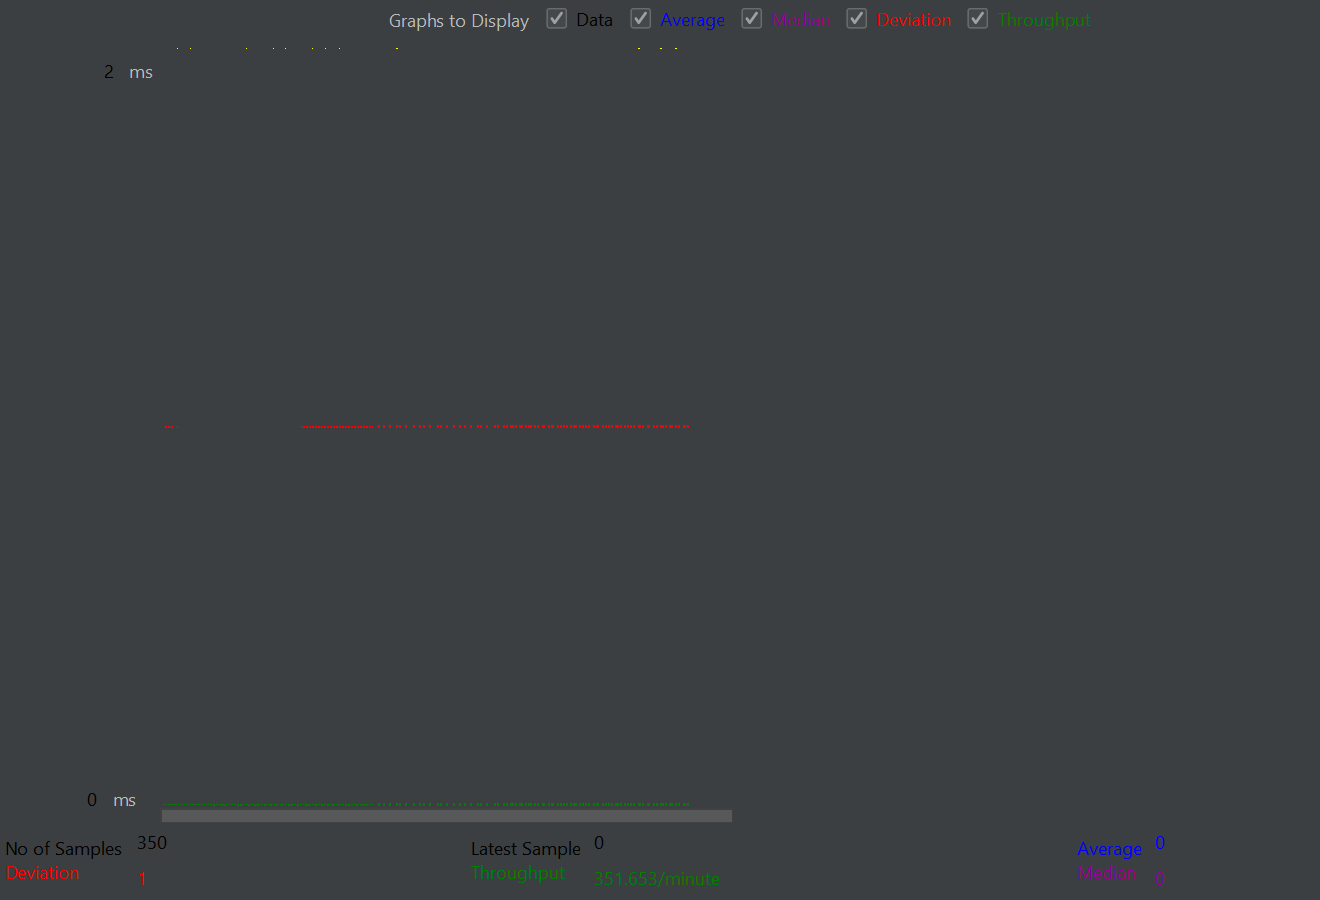 Graphs to Display Data Average Median Deviation Throughput
2 ms
0 ms
No of Samples 350 Latest Sample 0 Average 0
Deviation 1 Throughput 351.653/minute Median 0